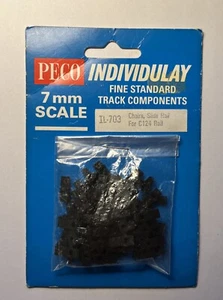 PECO
INDIVIDULAY
7mm
SCALE
FINE STANDARD
TRACK COMPONENTS
IL-703
Chairs, Slide Rail
For C124 Rail